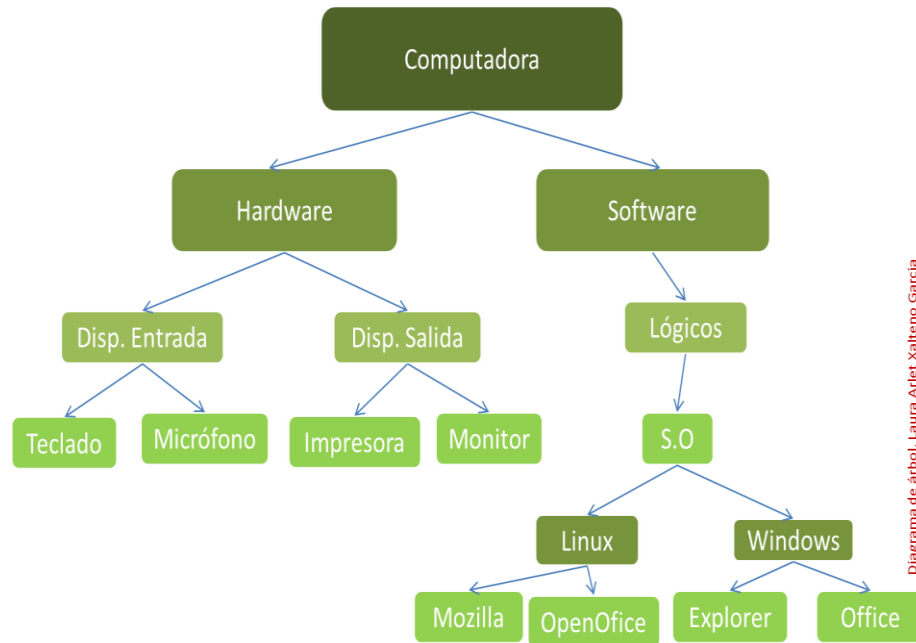 Computadora
Hardware
Software
Disp. Entrada
Disp. Salida
Lógicos
Teclado
Micrófono
Impresora
Monitor
S.O
Linux
Windows
Mozilla
OpenOfice
Explorer
Office
Diagrama de árbol. Laura Arlet Xalteno García